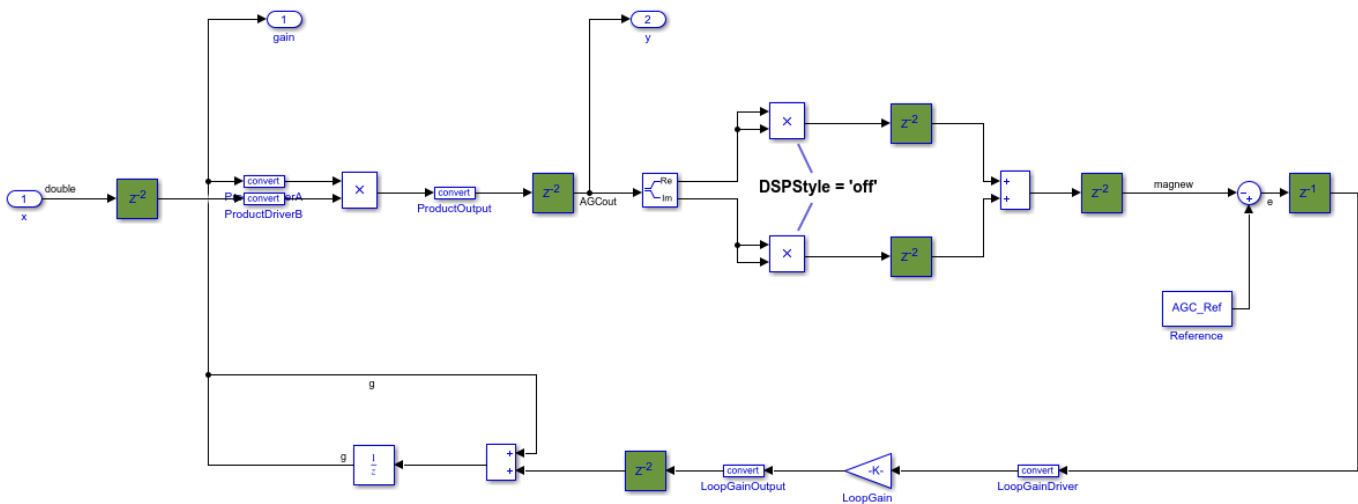 1
gain
2
y
×
z-2
z-2
double
1
x
z-2
convert
convert
ProductDriverB
×
convert
ProductOutput
z-2
AGCout
Re
Im
DSPStyle = 'off'
+
+
z-2
magnew
−
+
e
z-1
×
z-2
AGC_Ref
Reference
g
g
1
z
+
+
z-2
convert
LoopGainOutput
-K-
LoopGain
convert
LoopGainDriver